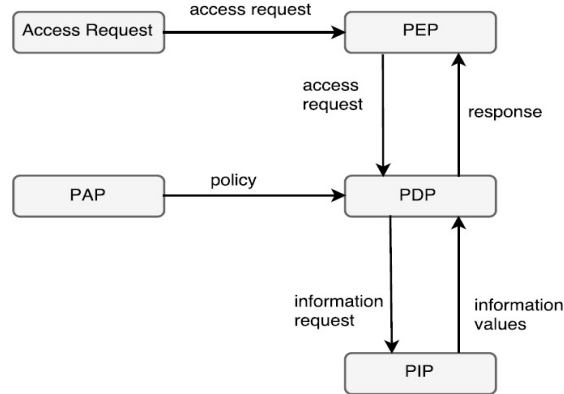 access request
Access Request
PEP
access
request
response
policy
PAP
PDP
information
request
information
values
PIP